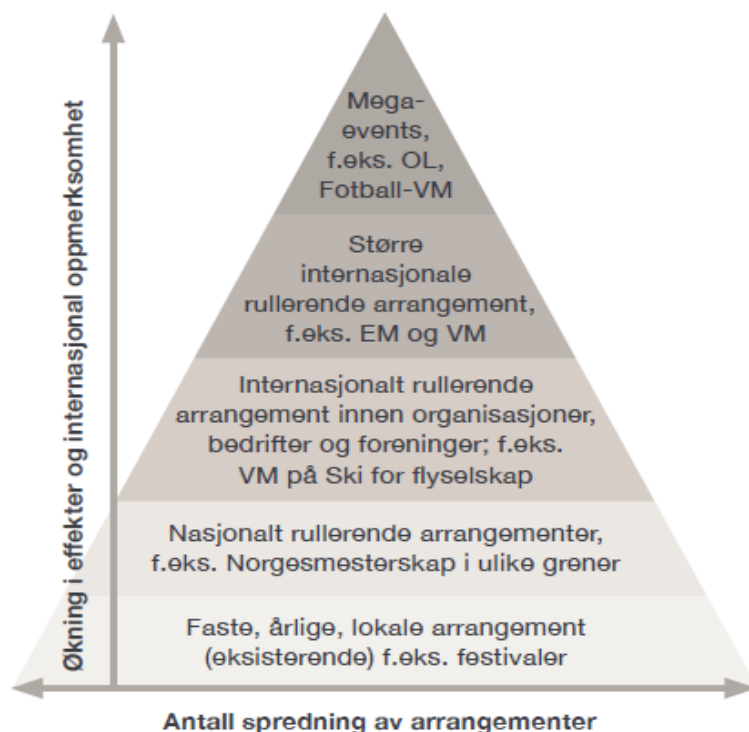 Mega-
events,
f.eks. OL,
Fotball-VM
Større
internasjonale
rullerende arrangement,
f.eks. EM og VM
Internasjonalt rullerende
arrangement innen organisasjoner,
bedrifter og foreninger; f.eks.
VM på Ski for flyselskap
Nasjonalt rullerende arrangementer,
f.eks. Norgesmesterskap i ulike grener
Faste, årlige, lokale arrangement
(eksisterende) f.eks. festivaler
Økning i effekter og internasjonal oppmerksomhet
Antall spredning av arrangementer